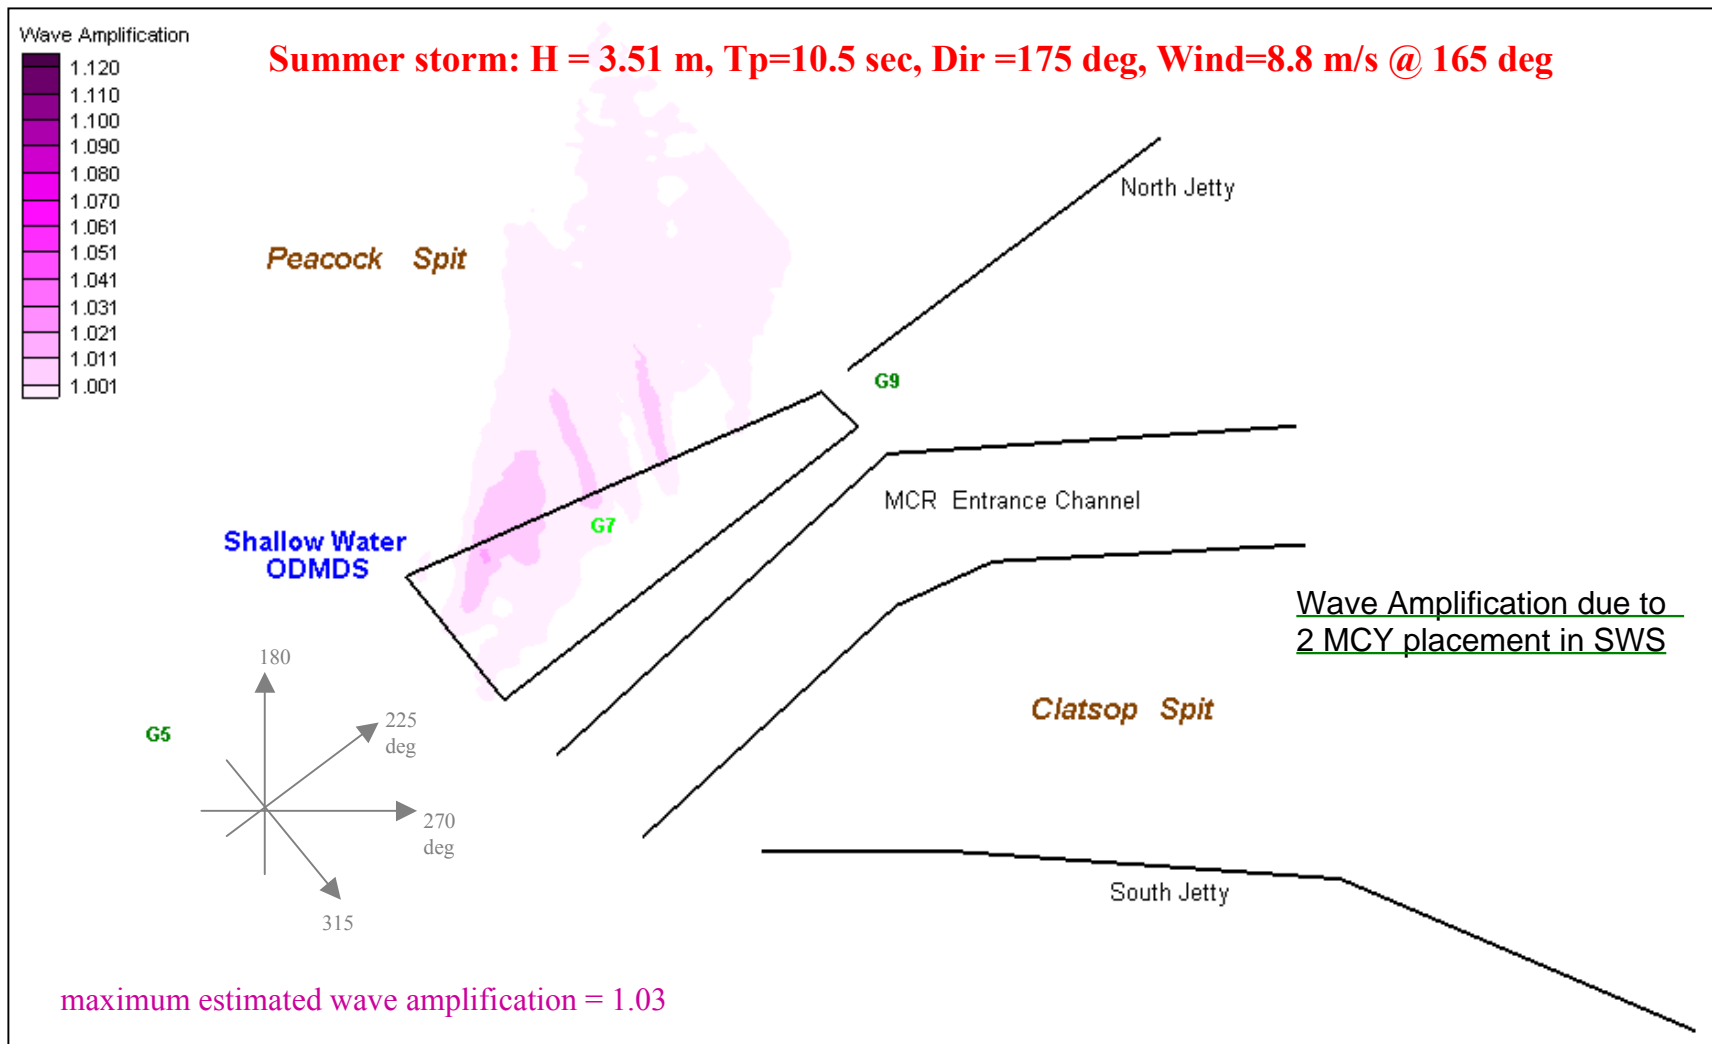 Wave Amplification
1.120
1.110
1.100
1.090
1.080
1.070
1.061
1.051
1.041
1.031
1.021
1.011
1.001
Summer storm: H = 3.51 m, Tp=10.5 sec, Dir =175 deg, Wind=8.8 m/s @ 165 deg
North Jetty
Peacock Spit
G9
MCR Entrance Channel
G7
Shallow Water
ODMDS
Wave Amplification due to
2 MCY placement in SWS
Clatsop Spit
G5
180
225
deg
270
deg
315
South Jetty
maximum estimated wave amplification = 1.03